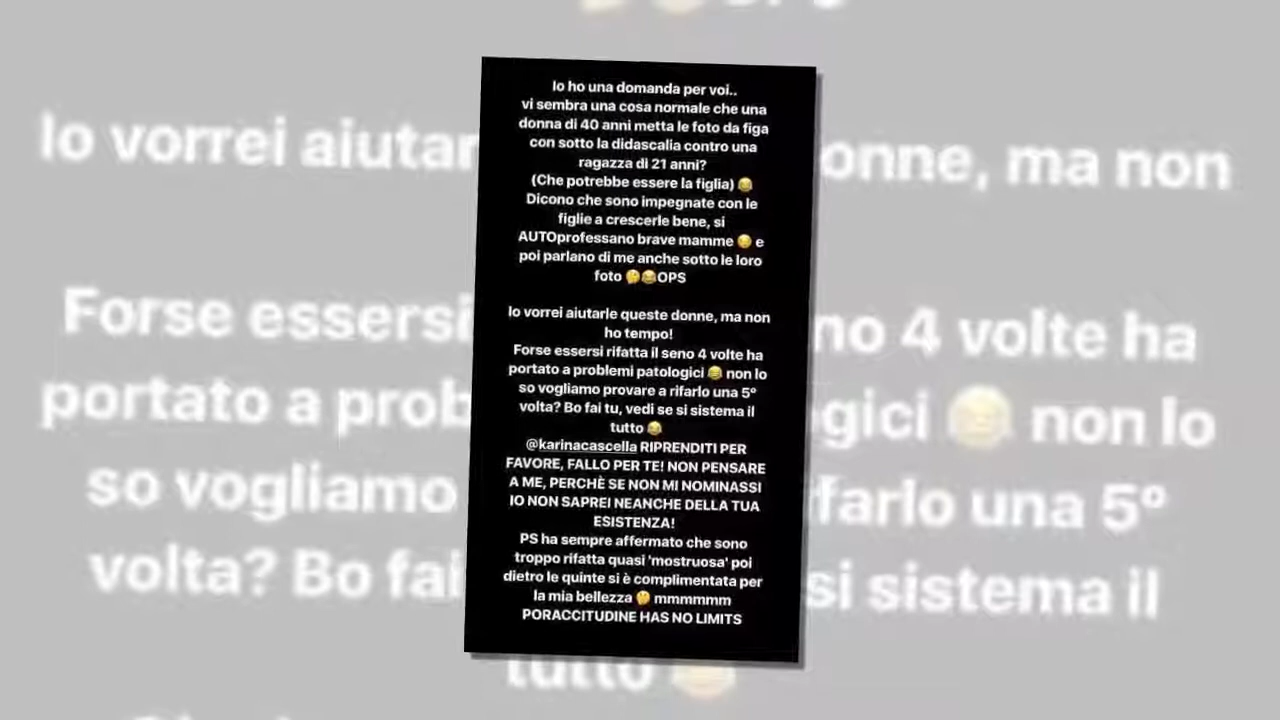 Io ho una domanda per voi..
vi sembra una cosa normale che una
donna di 40 anni metta le foto da figa
con sotto la didascalia contro una
ragazza di 21 anni?
(Che potrebbe essere la figlia) 😂
Dicono che sono impegnate con le
figlie a crescerle bene, si
AUTOprofessano brave mamme 😂 e
poi parlano di me anche sotto le loro
foto 🤔😂OPS
Io vorrei aiutarle queste donne, ma non
ho tempo!
Forse essersi rifatta il seno 4 volte ha
portato a problemi patologici 😂 non lo
so vogliamo provare a rifarlo una 5°
volta? Bo fai tu, vedi se si sistema il
tutto 😂
@karinacascella RIPRENDITI PER
FAVORE, FALLO PER TE! NON PENSARE
A ME, PERCHÈ SE NON MI NOMINASSI
IO NON SAPREI NEANCHE DELLA TUA
ESISTENZA!
PS ha sempre affermato che sono
troppo rifatta quasi 'mostruosa' poi
dietro le quinte si è complimentata per
la mia bellezza 🤔 mmmmmm
PORACCITUDINE HAS NO LIMITS
Io vorrei aiutar onne, ma non
Forse essersi no 4 volte ha
portato a prob ogici 😂 non lo
so vogliamo ifarlo una 5°
volta? Bo fai si sistema il
tutto 😂